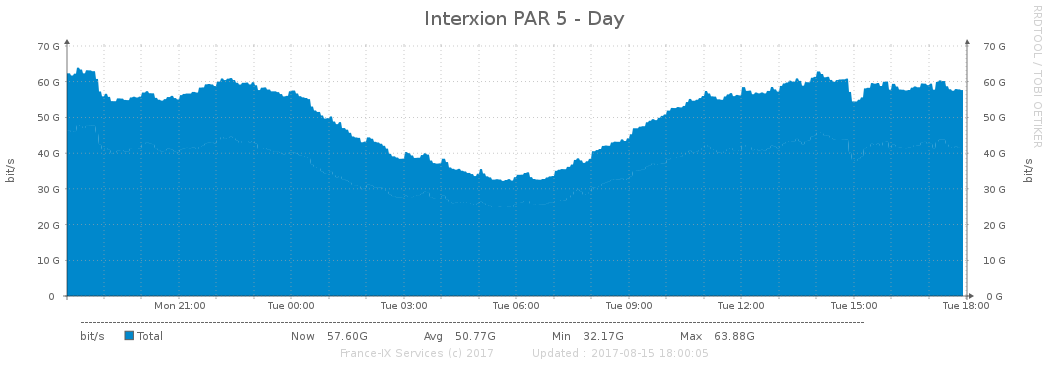 Interxion PAR 5 - Day
RRDTOOL / TOBI OETIKER
bit/s
70 G
60 G
50 G
40 G
30 G
20 G
10 G
0
70 G
60 G
50 G
40 G
30 G
20 G
10 G
0 G
bit/s
Mon 21:00 Tue 00:00 Tue 03:00 Tue 06:00 Tue 09:00 Tue 12:00 Tue 15:00 Tue 18:00
bit/s Total Now 57.60G Avg 50.77G Min 32.17G Max 63.88G
France-IX Services (c) 2017 Updated : 2017-08-15 18:00:05